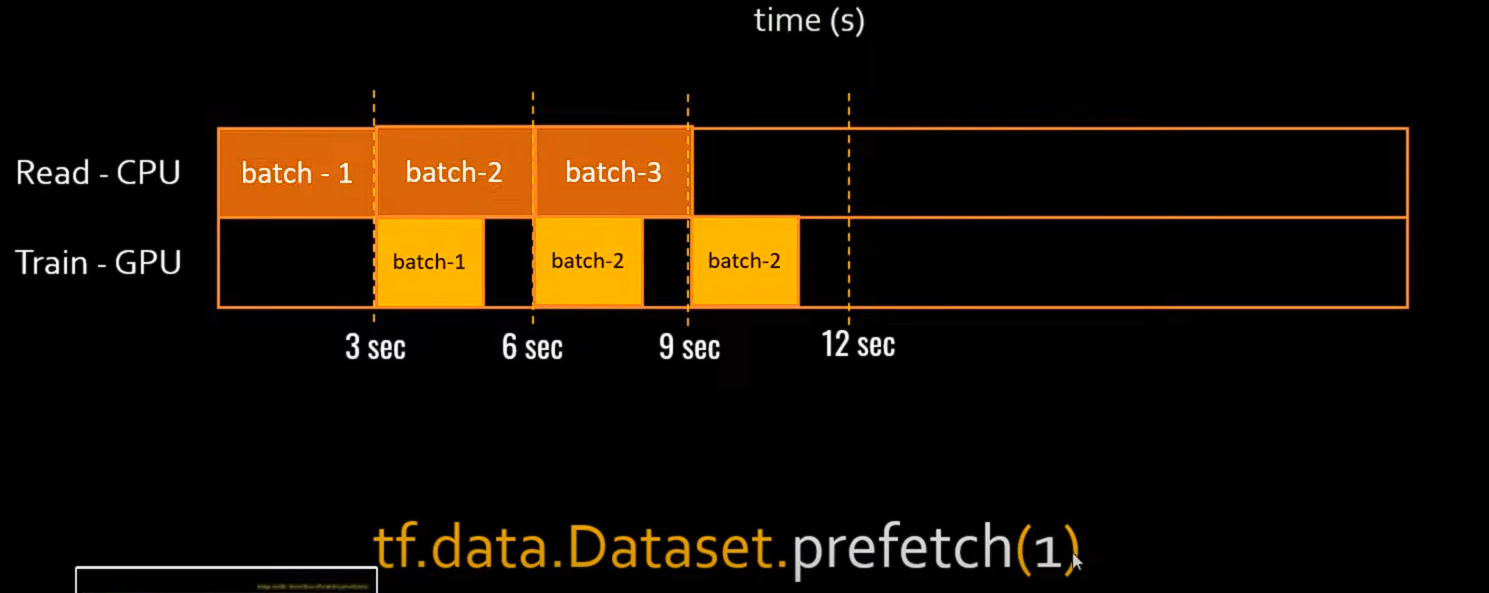 time (s)
Read - CPU batch - 1 batch-2 batch-3
Train - GPU batch-1 batch-2 batch-2
3 sec 6 sec 9 sec 12 sec
tf.data.Dataset.prefetch(1)